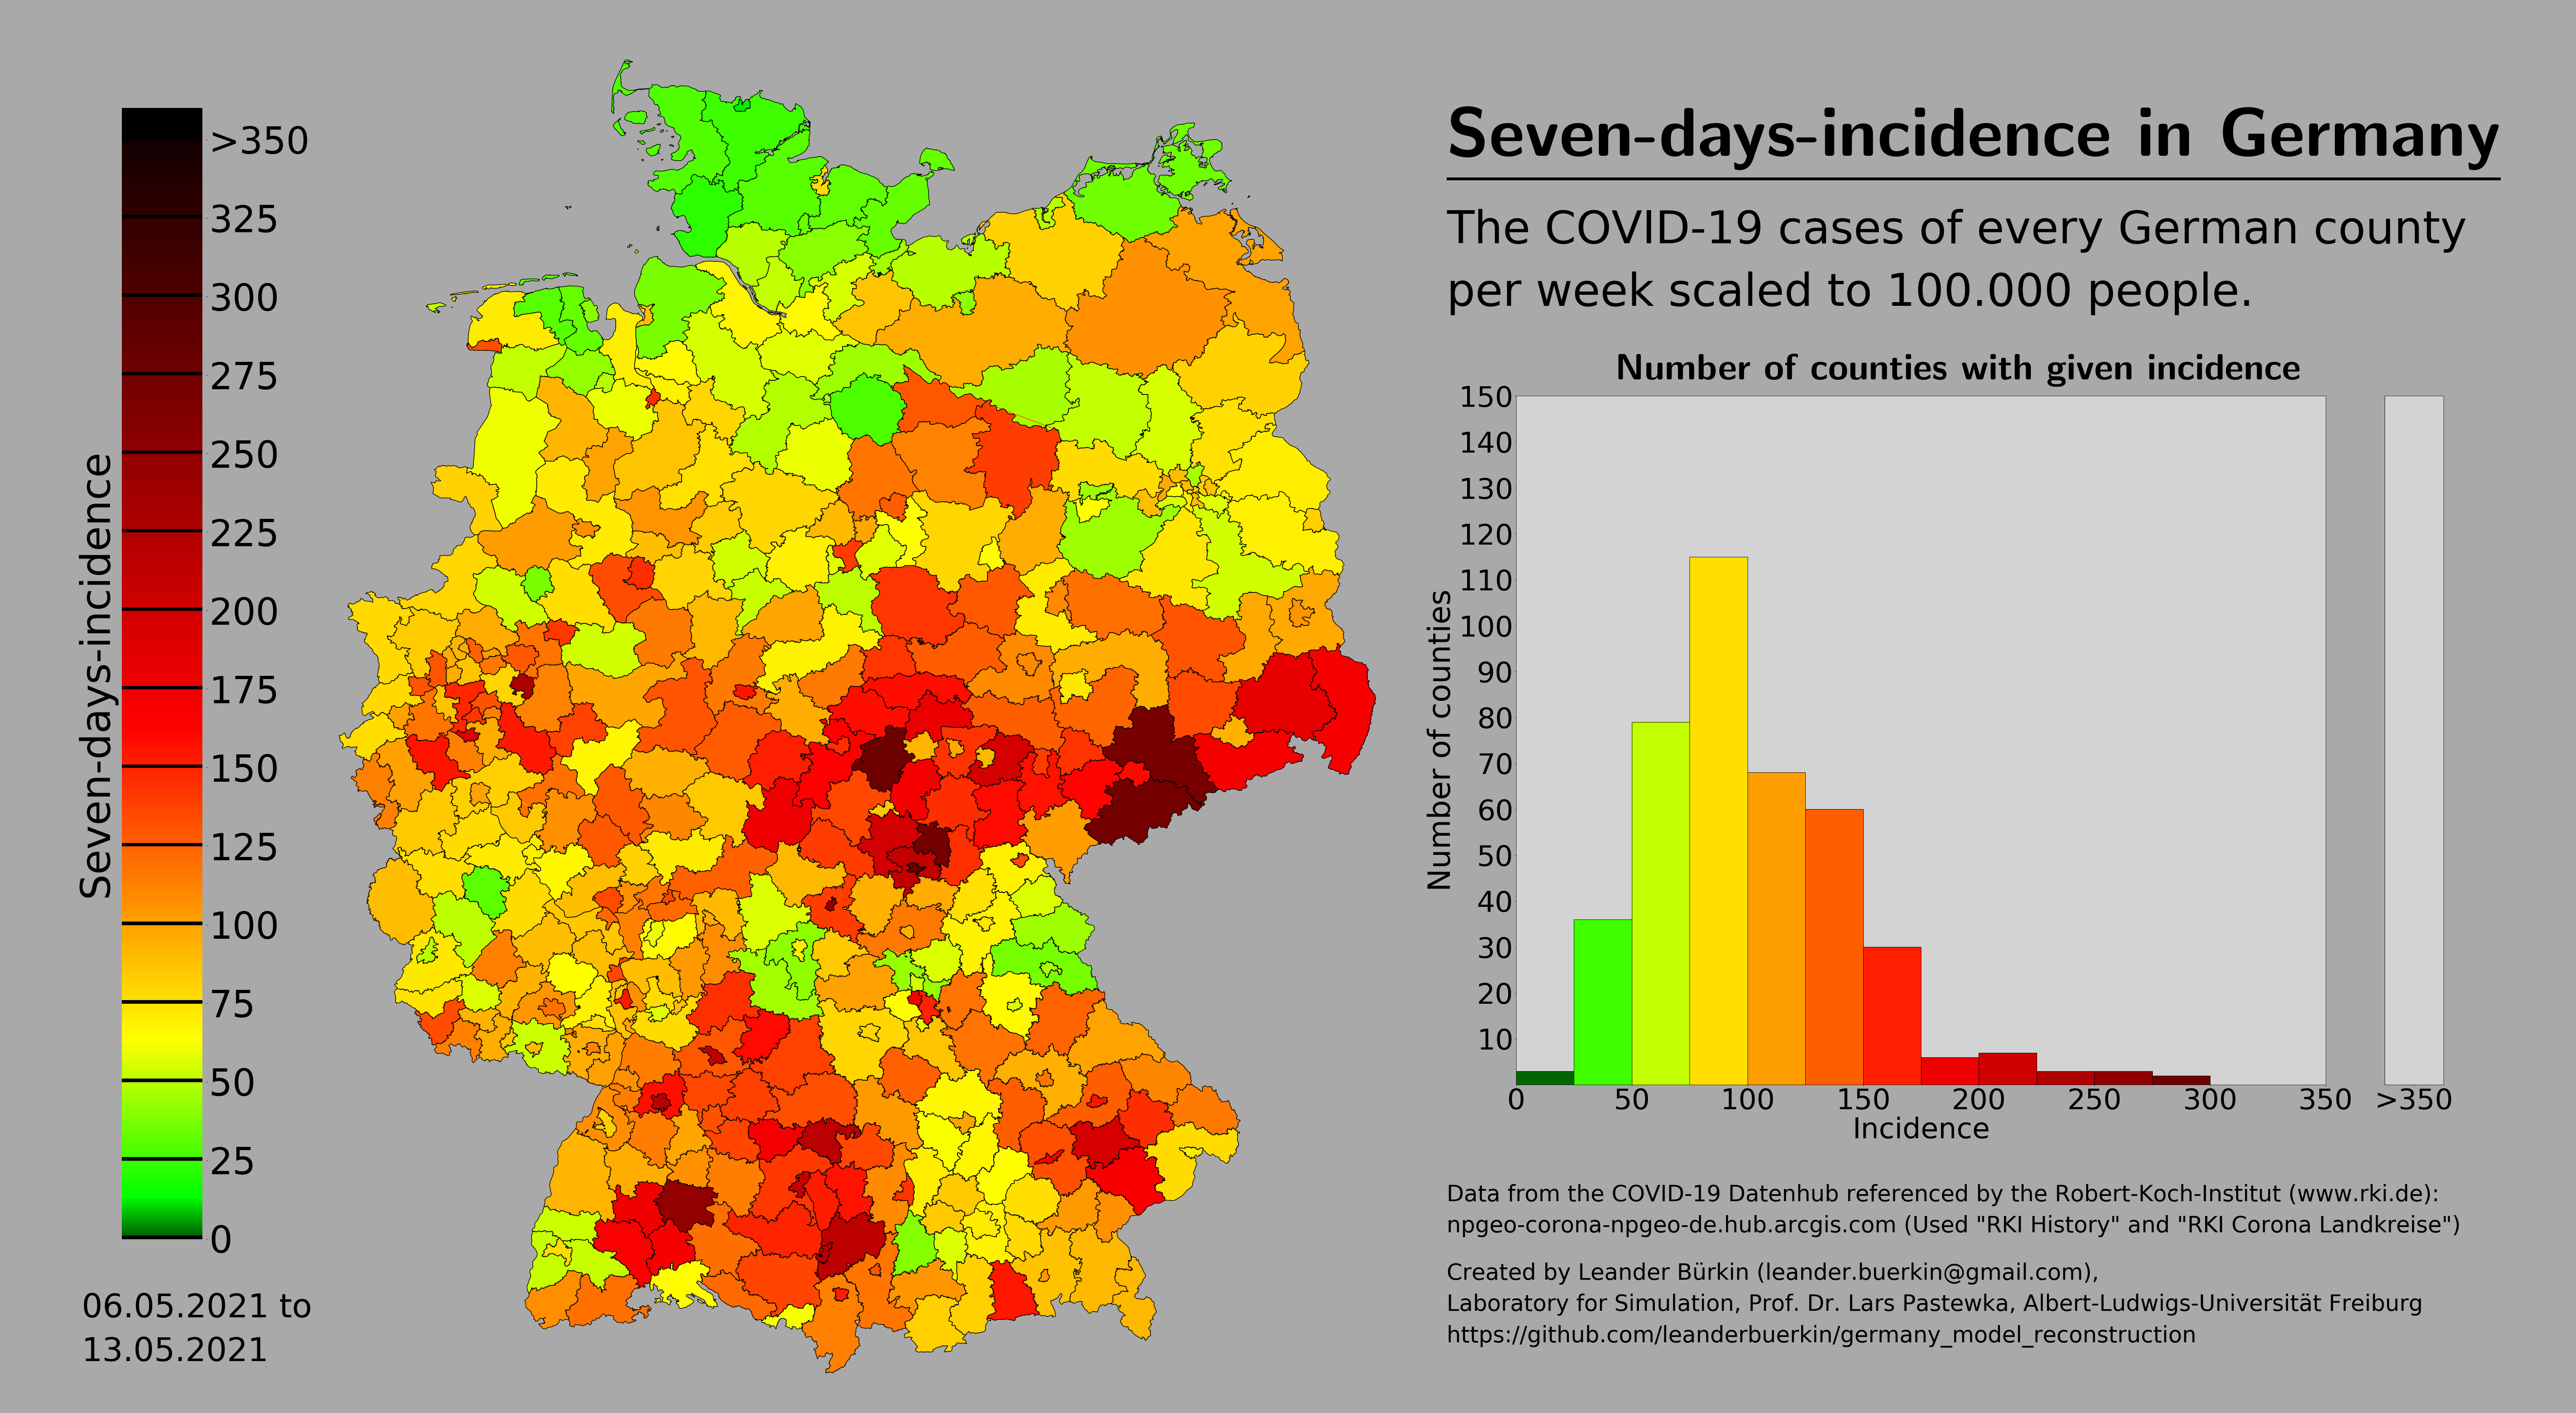 >350
325
300
275
250
225
200
175
150
125
100
75
50
25
0
Seven-days-incidence
06.05.2021 to
13.05.2021
Seven-days-incidence in Germany
The COVID-19 cases of every German county
per week scaled to 100.000 people.
Number of counties with given incidence
150
140
130
120
110
100
90
80
70
60
50
40
30
20
10
Number of counties
0 50 100 150 200 250 300 350 >350
Incidence
Data from the COVID-19 Datenhub referenced by the Robert-Koch-Institut (www.rki.de):
npgeo-corona-npgeo-de.hub.arcgis.com (Used "RKI History" and "RKI Corona Landkreise")
Created by Leander Bürkin (leander.buerkin@gmail.com),
Laboratory for Simulation, Prof. Dr. Lars Pastewka, Albert-Ludwigs-Universität Freiburg
https://github.com/leanderbuerkin/germany_model_reconstruction